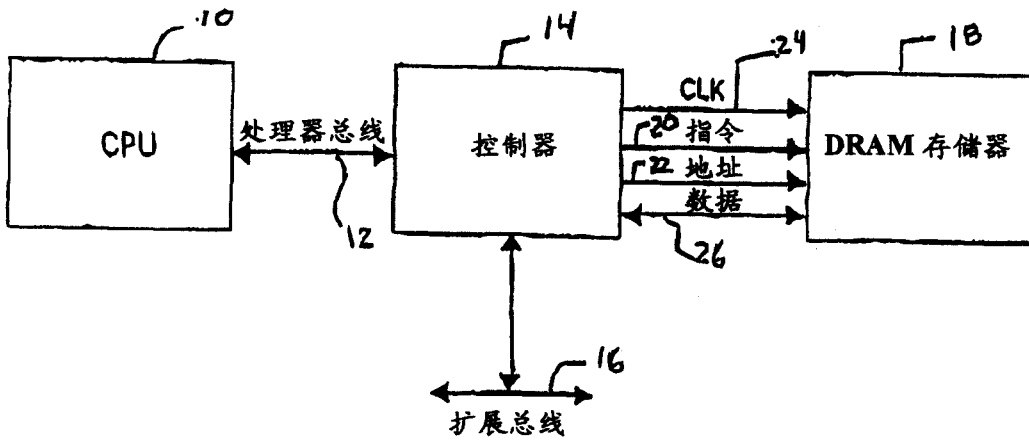 10
14
24
18
CPU
处理器总线
12
控制器
CLK
20 指令
22 地址
数据
26
DRAM 存储器
16
扩展总线